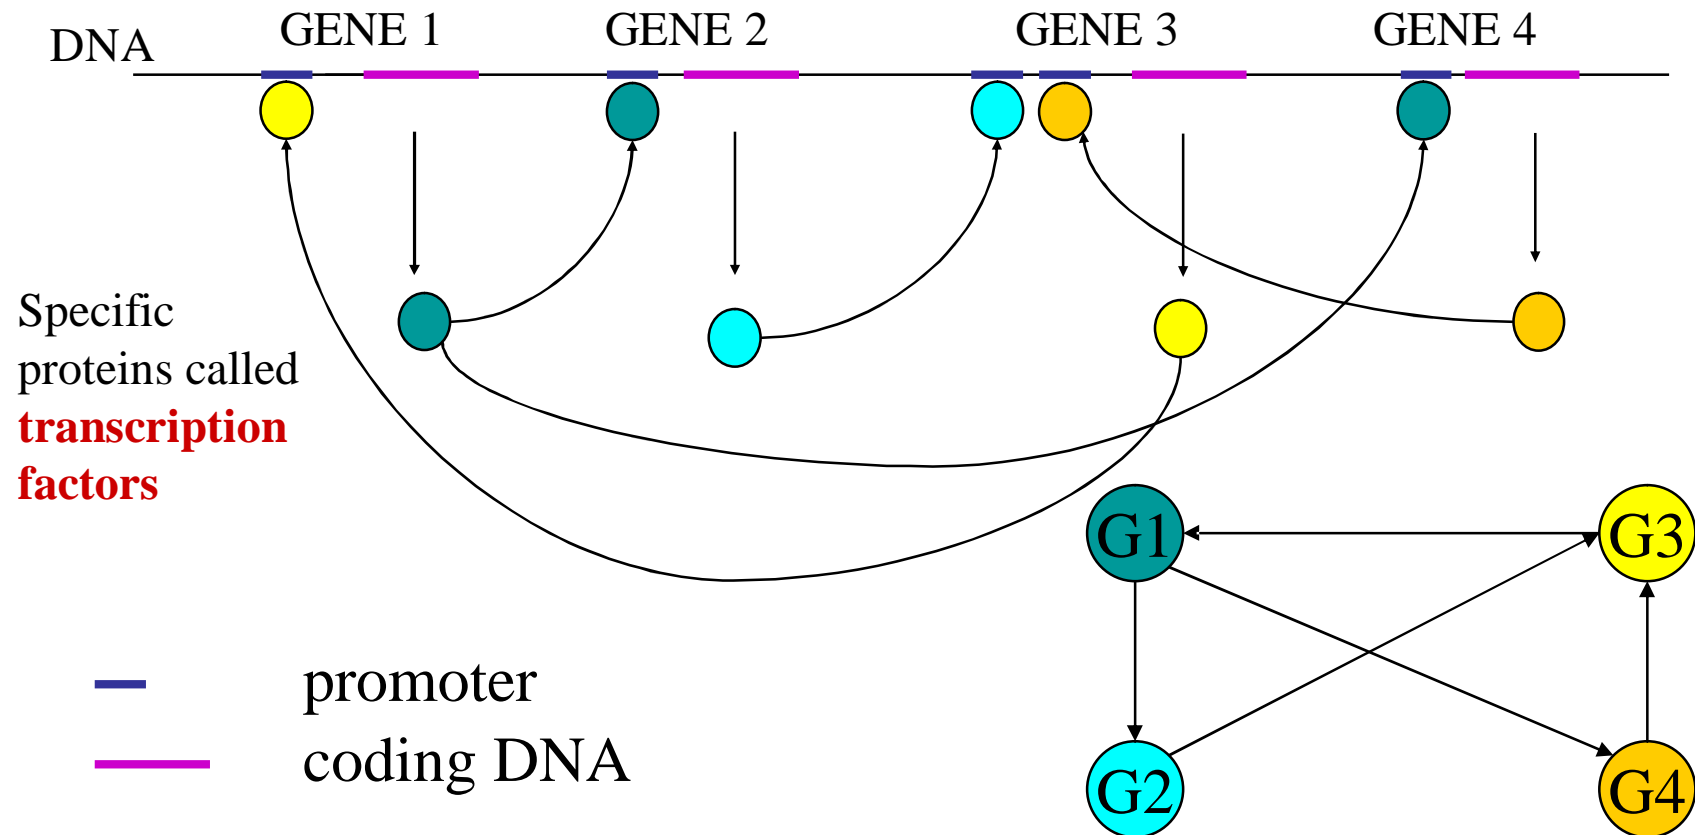 DNA
GENE 1
GENE 2
GENE 3
GENE 4
Specific
proteins called
transcription
factors
G1
G3
G2
G4
promoter
coding DNA